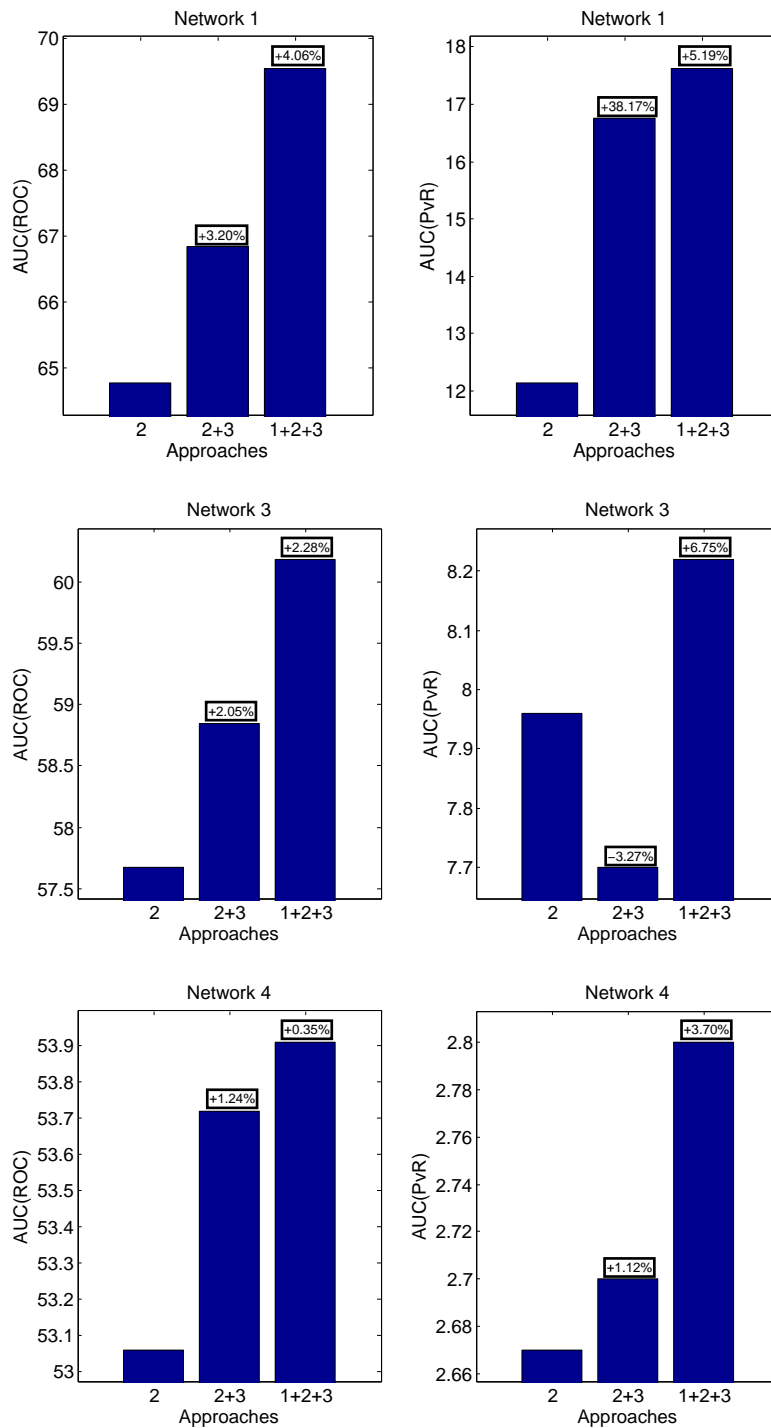 Network 1
70
69
68
67
66
65
AUC(ROC)
+3.20%
+4.06%
2 2+3 1+2+3
Approaches
Network 1
18
17
16
15
14
13
12
AUC(PvR)
+38.17%
+5.19%
2 2+3 1+2+3
Approaches
Network 3
60
59.5
59
58.5
58
57.5
AUC(ROC)
+2.05%
+2.28%
2 2+3 1+2+3
Approaches
Network 3
8.2
8.1
8
7.9
7.8
7.7
AUC(PvR)
−3.27%
+6.75%
2 2+3 1+2+3
Approaches
Network 4
53.9
53.8
53.7
53.6
53.5
53.4
53.3
53.2
53.1
53
AUC(ROC)
+1.24%
+0.35%
2 2+3 1+2+3
Approaches
Network 4
2.8
2.78
2.76
2.74
2.72
2.7
2.68
2.66
AUC(PvR)
+1.12%
+3.70%
2 2+3 1+2+3
Approaches